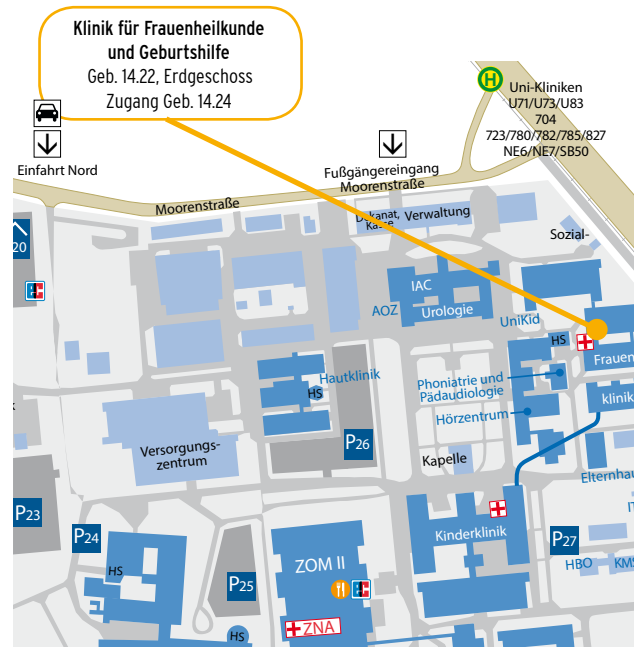 Klinik für Frauenheilkunde
und Geburtshilfe
Geb. 14.22, Erdgeschoss
Zugang Geb. 14.24
H
Uni-Kliniken
U71/U73/U83
704
723/780/782/785/827
NE6/NE7/SB50
Einfahrt Nord
Fußgängereingang
Moorenstraße
Moorenstraße
Dekanat,
Kasse
Verwaltung
Sozial-
20
IAC
AOZ
Urologie
UniKid
HS
Frauen
klinik
Phoniatrie und
Pädaudiologie
Hautklinik
HS
Hörzentrum
P26
Versorgungs-
zentrum
Kapelle
Elternhau
P23
P24
Kinderklinik
P27
IT
HBO
KMS
HS
P25
ZOM II
ZNA
HS